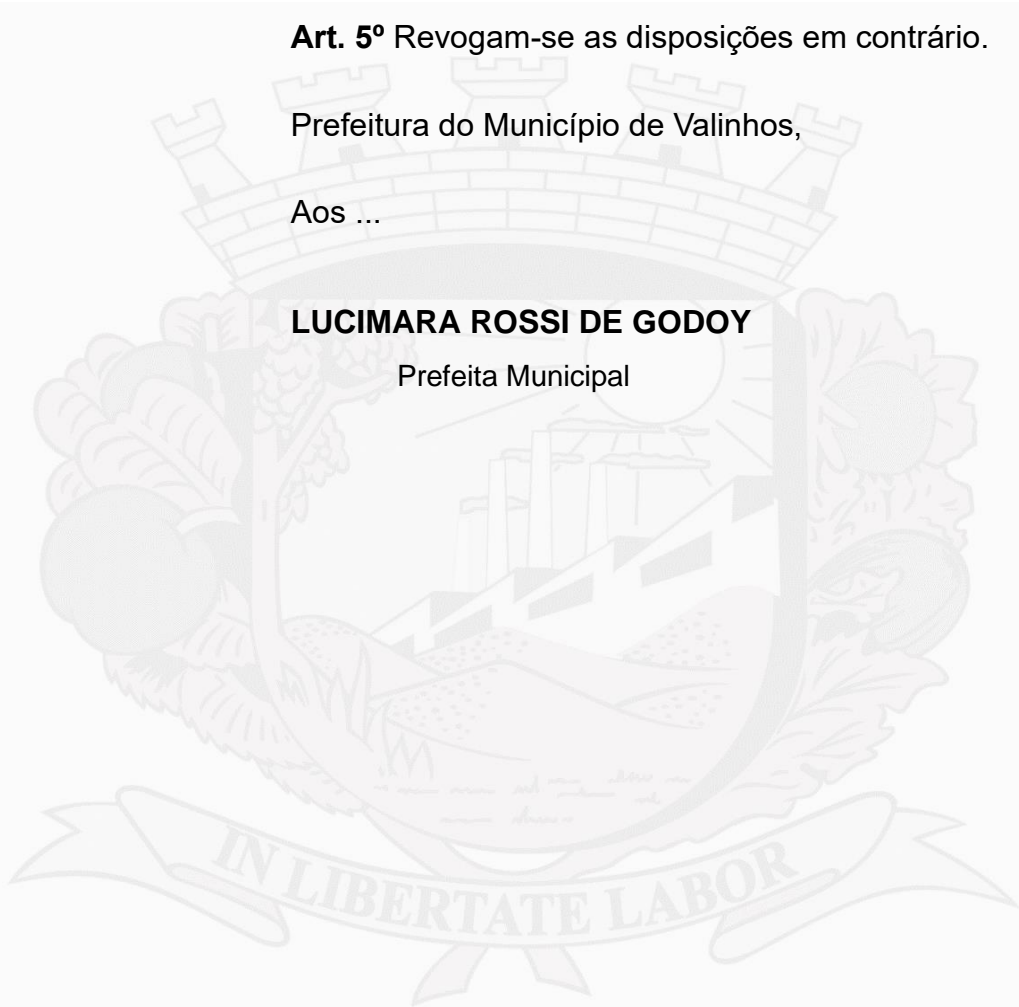 Art. 5º Revogam-se as disposições em contrário.
Prefeitura do Município de Valinhos,
Aos ...
LUCIMARA ROSSI DE GODOY
Prefeita Municipal
IN LIBERTATE LABOR